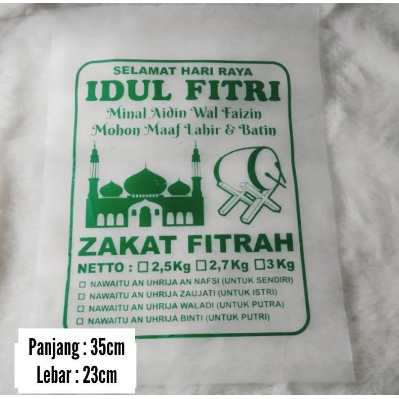 SELAMAT HARI RAYA
IDUL FITRI
Minal Aidin Wal Faizin
Mohon Maaf Lahir & Batin
ZAKAT FITRAH
NETTO : ☐ 2,5Kg ☐ 2,7Kg ☐ 3Kg
☐ NAWAITU AN UHRIJA AN NAFSI (UNTUK SENDIRI)
☐ NAWAITU AN UHRIJA ZAUJATI (UNTUK ISTRI)
☐ NAWAITU AN UHRIJA WALADI (UNTUK PUTRA)
☐ NAWAITU AN UHRIJA BINTI (UNTUK PUTRI)
Panjang : 35cm
Lebar : 23cm